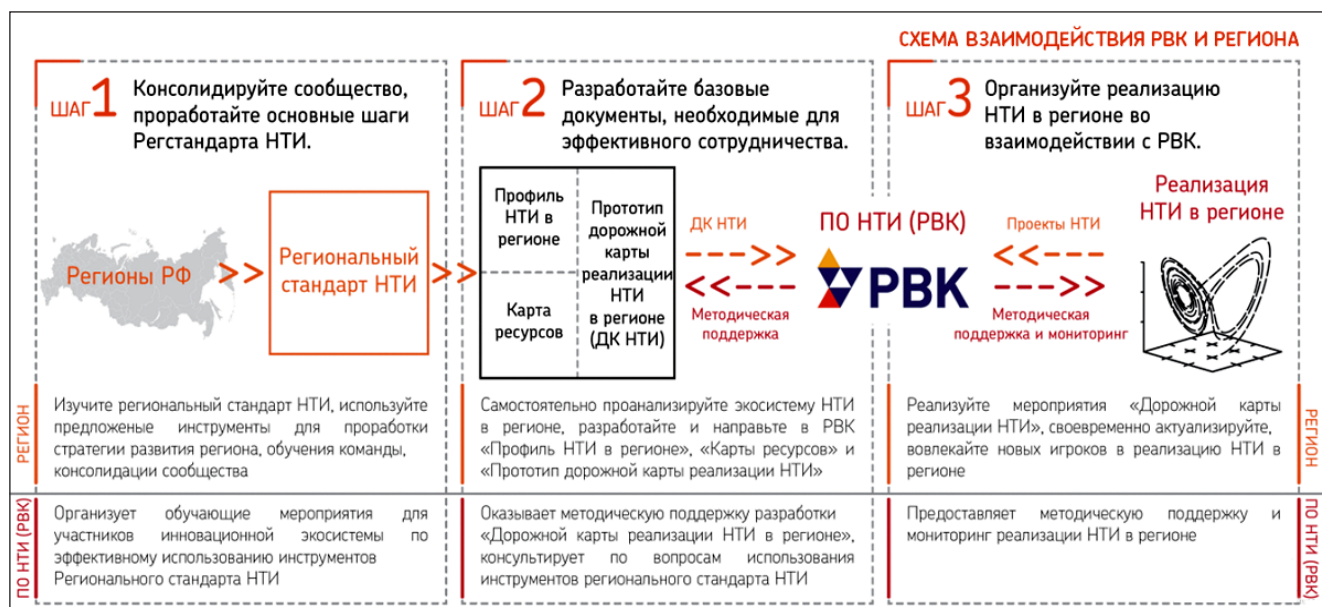 СХЕМА ВЗАИМОДЕЙСТВИЯ РВК И РЕГИОНА
ШАГ 1
Консолидируйте сообщество,
проработайте основные шаги
Регстандарта НТИ.
Регионы РФ
Региональный
стандарт НТИ
ШАГ 2
Разработайте базовые
документы, необходимые для
эффективного сотрудничества.
Профиль
НТИ в
регионе
Карта
ресурсов
Прототип
дорожной
карты
реализации
НТИ
в регионе
(ДК НТИ)
ДК НТИ
Методическая
поддержка
ПО НТИ (РВК)
РВК
ШАГ 3
Организуйте реализацию
НТИ в регионе во
взаимодействии с РВК.
Проекты НТИ
Методическая
поддержка и мониторинг
Реализация
НТИ в регионе
РЕГИОН
Изучите региональный стандарт НТИ, используйте
предложеные инструменты для проработки
стратегии развития региона, обучения команды,
консолидации сообщества
Самостоятельно проанализируйте экосистему НТИ
в регионе, разработайте и направьте в РВК
«Профиль НТИ в регионе», «Карты ресурсов» и
«Прототип дорожной карты реализации НТИ»
Реализуйте мероприятия «Дорожной карты
реализации НТИ», своевременно актуализируйте,
вовлекайте новых игроков в реализацию НТИ в
регионе
РЕГИОН
ПО НТИ (РВК)
Организует обучающие мероприятия для
участников инновационной экосистемы по
эффективному использованию инструментов
Регионального стандарта НТИ
Оказывает методическую поддержку разработки
«Дорожной карты реализации НТИ в регионе»,
консультирует по вопросам использования
инструментов регионального стандарта НТИ
Предоставляет методическую поддержку и
мониторинг реализации НТИ в регионе
ПО НТИ (РВК)